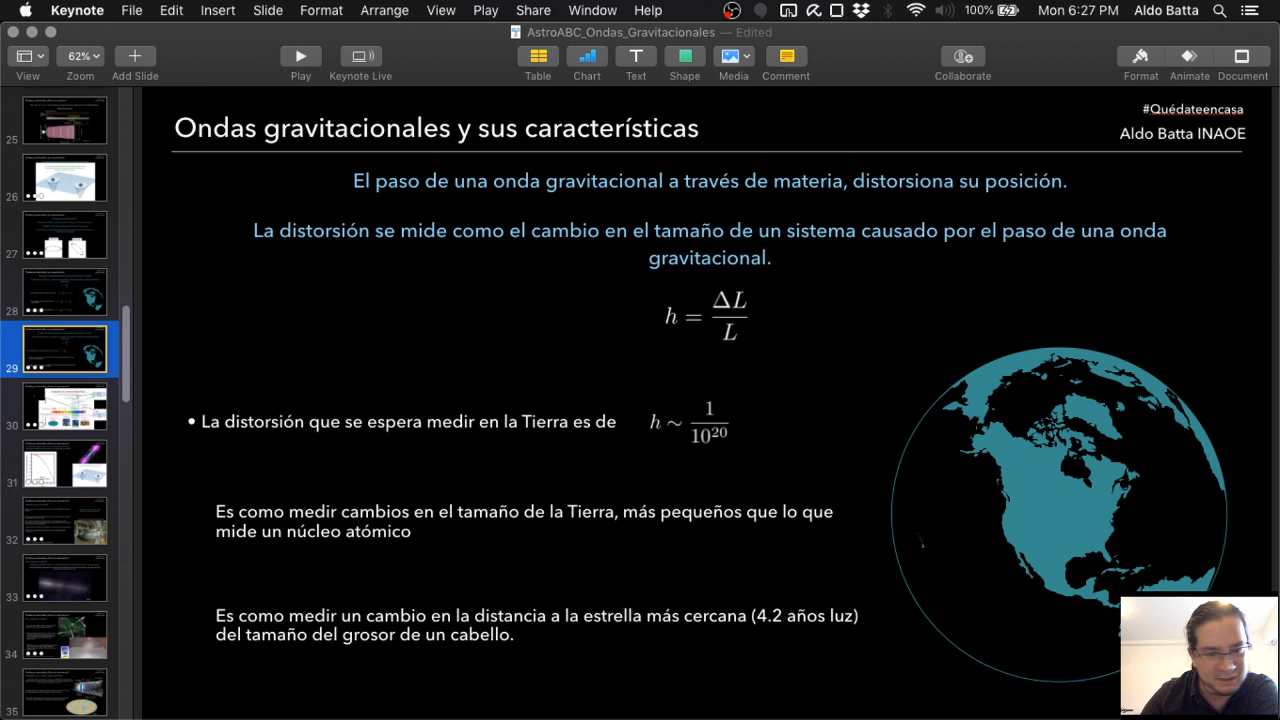 Keynote File Edit Insert Slide Format Arrange View Play Share Window Help 100% Mon 6:27 PM Aldo Batta
AstroABC_Ondas_Gravitacionales — Edited
62%
View Zoom Add Slide Play Keynote Live Table Chart Text Shape Media Comment Collaborate Format Animate Document
25
26
27
28
29
30
31
32
33
34
35
#Quédateencasa
Ondas gravitacionales y sus características
Aldo Batta INAOE
El paso de una onda gravitacional a través de materia, distorsiona su posición.
La distorsión se mide como el cambio en el tamaño de un sistema causado por el paso de una onda
gravitacional.
h = ΔL / L
• La distorsión que se espera medir en la Tierra es de h ∼ 1 / 10²⁰
Es como medir cambios en el tamaño de la Tierra, más pequeños que lo que
mide un núcleo atómico
Es como medir un cambio en la distancia a la estrella más cercana (4.2 años luz)
del tamaño del grosor de un cabello.